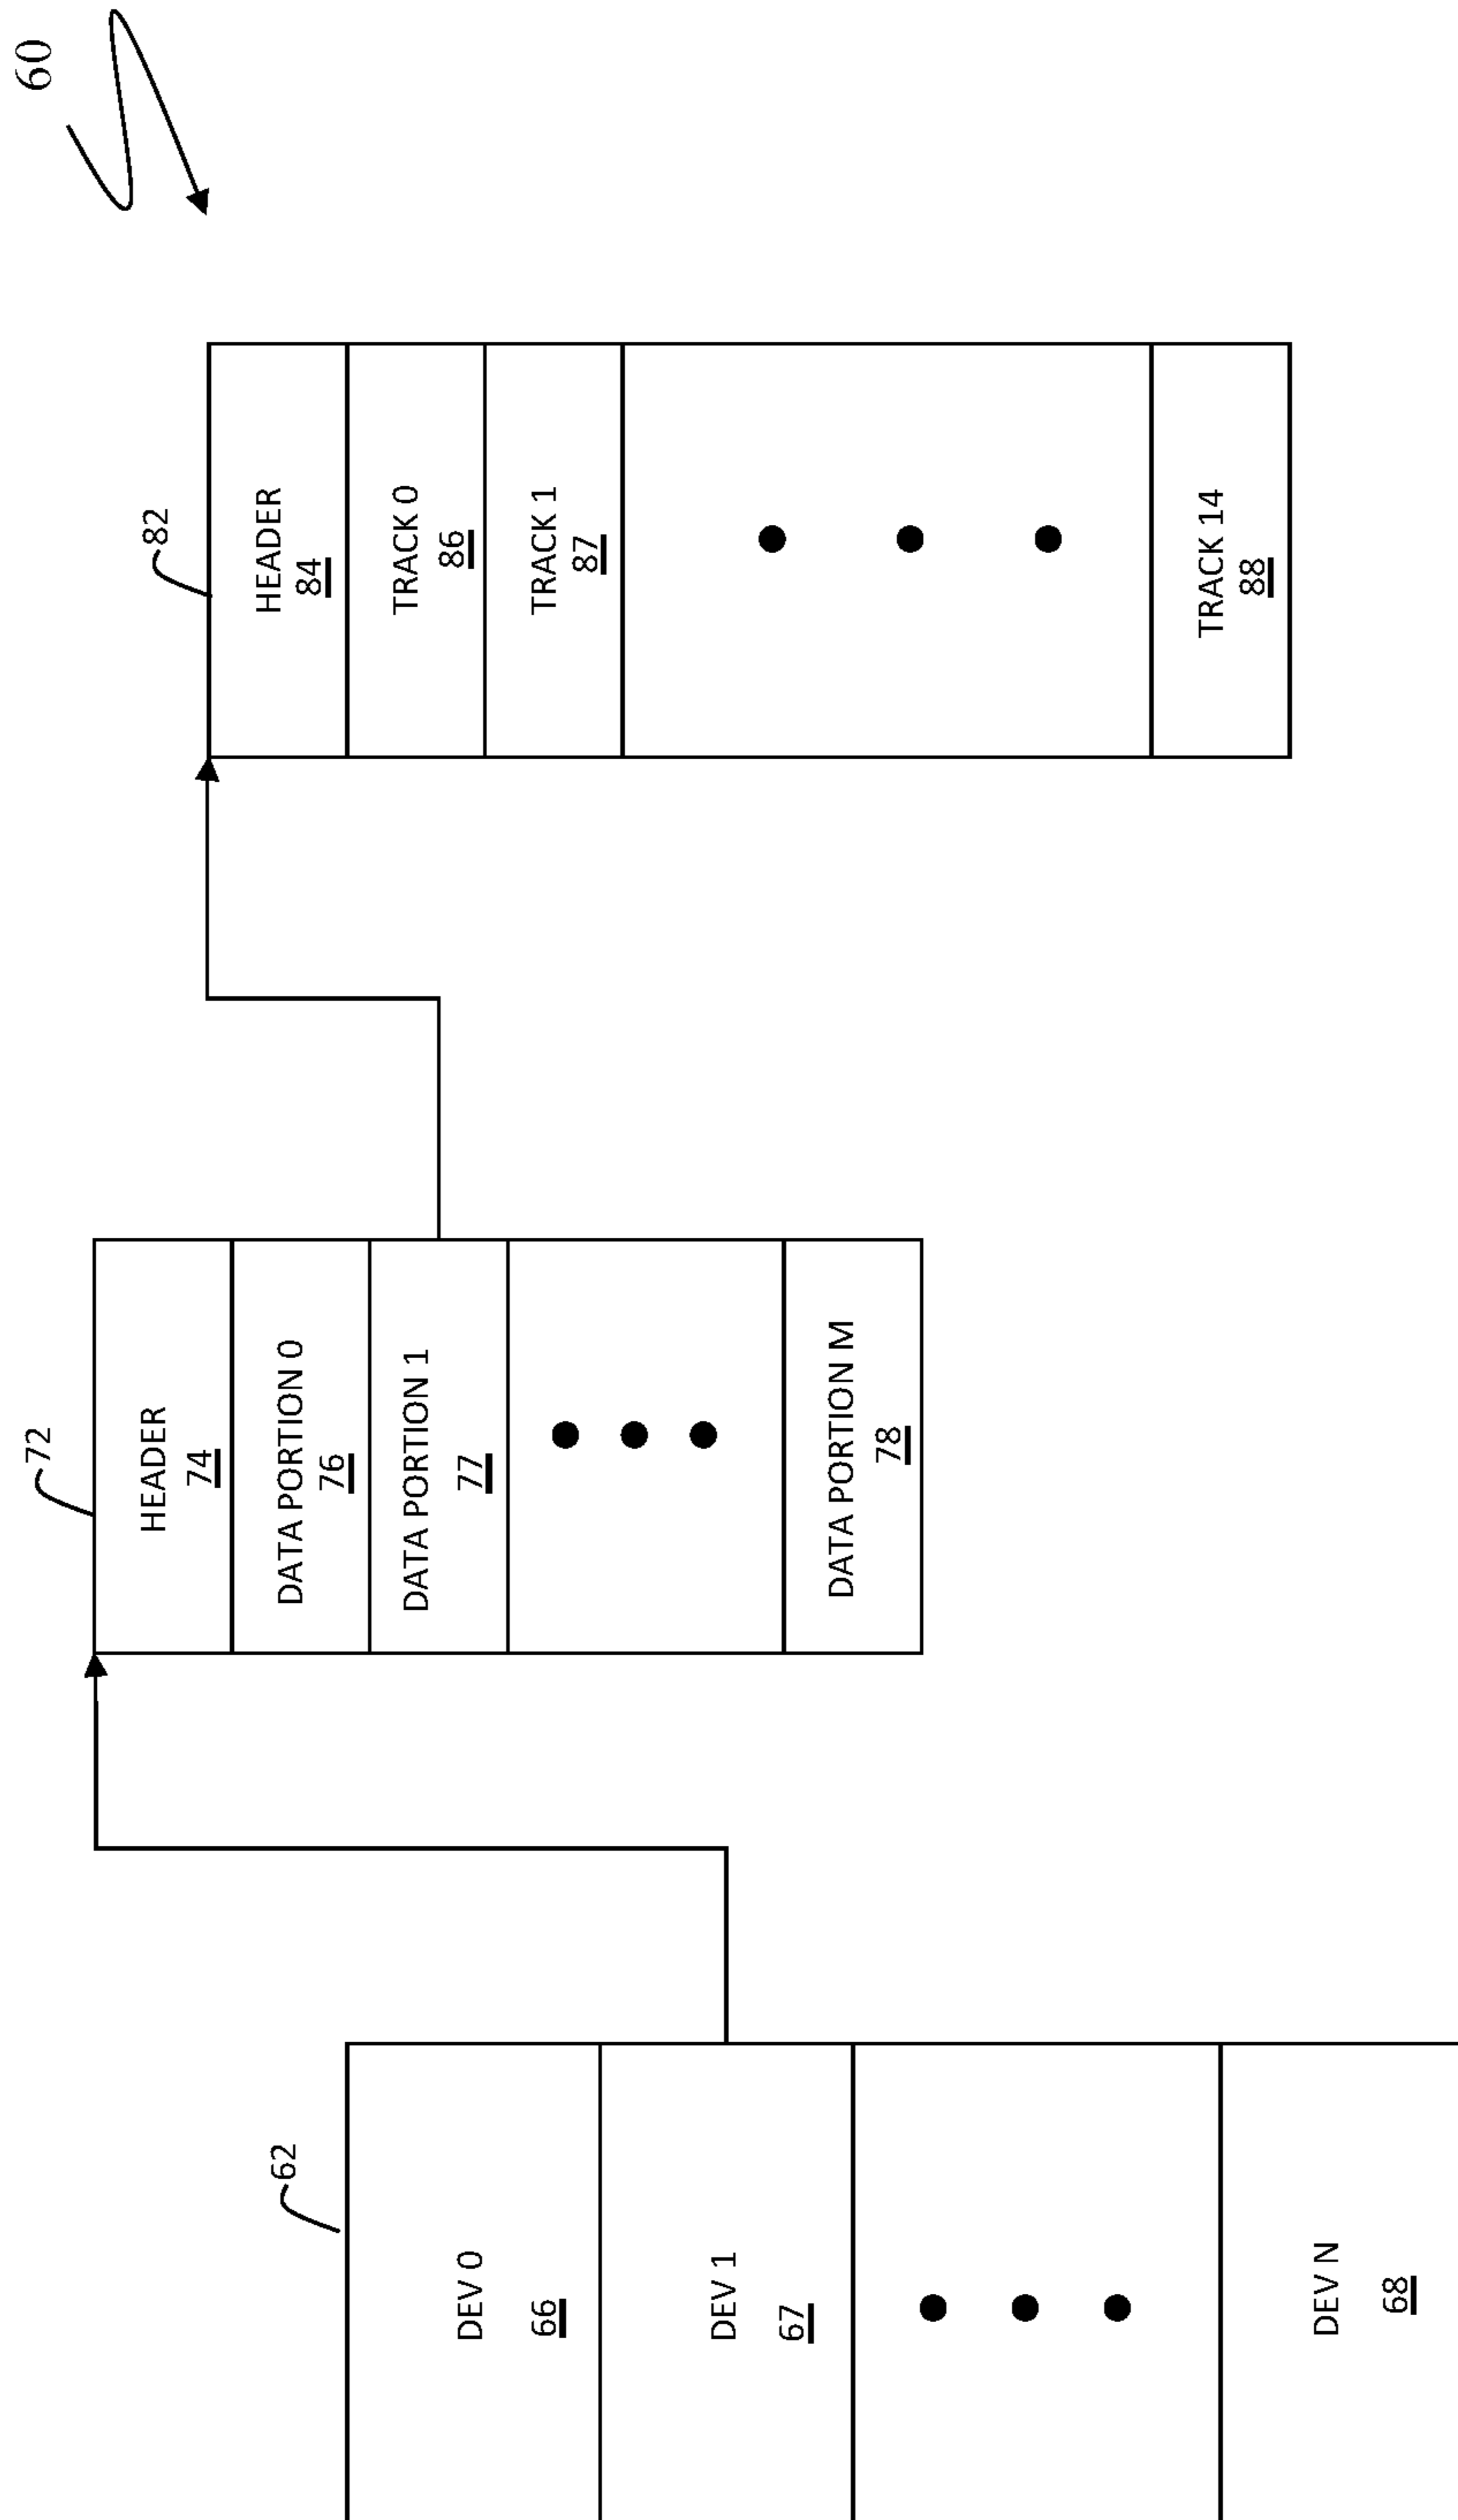 60
62
DEV 0
66
DEV 1
67
DEV N
68
72
HEADER
74
DATA PORTION 0
76
DATA PORTION 1
77
DATA PORTION M
78
82
HEADER
84
TRACK 0
86
TRACK 1
87
TRACK 14
88